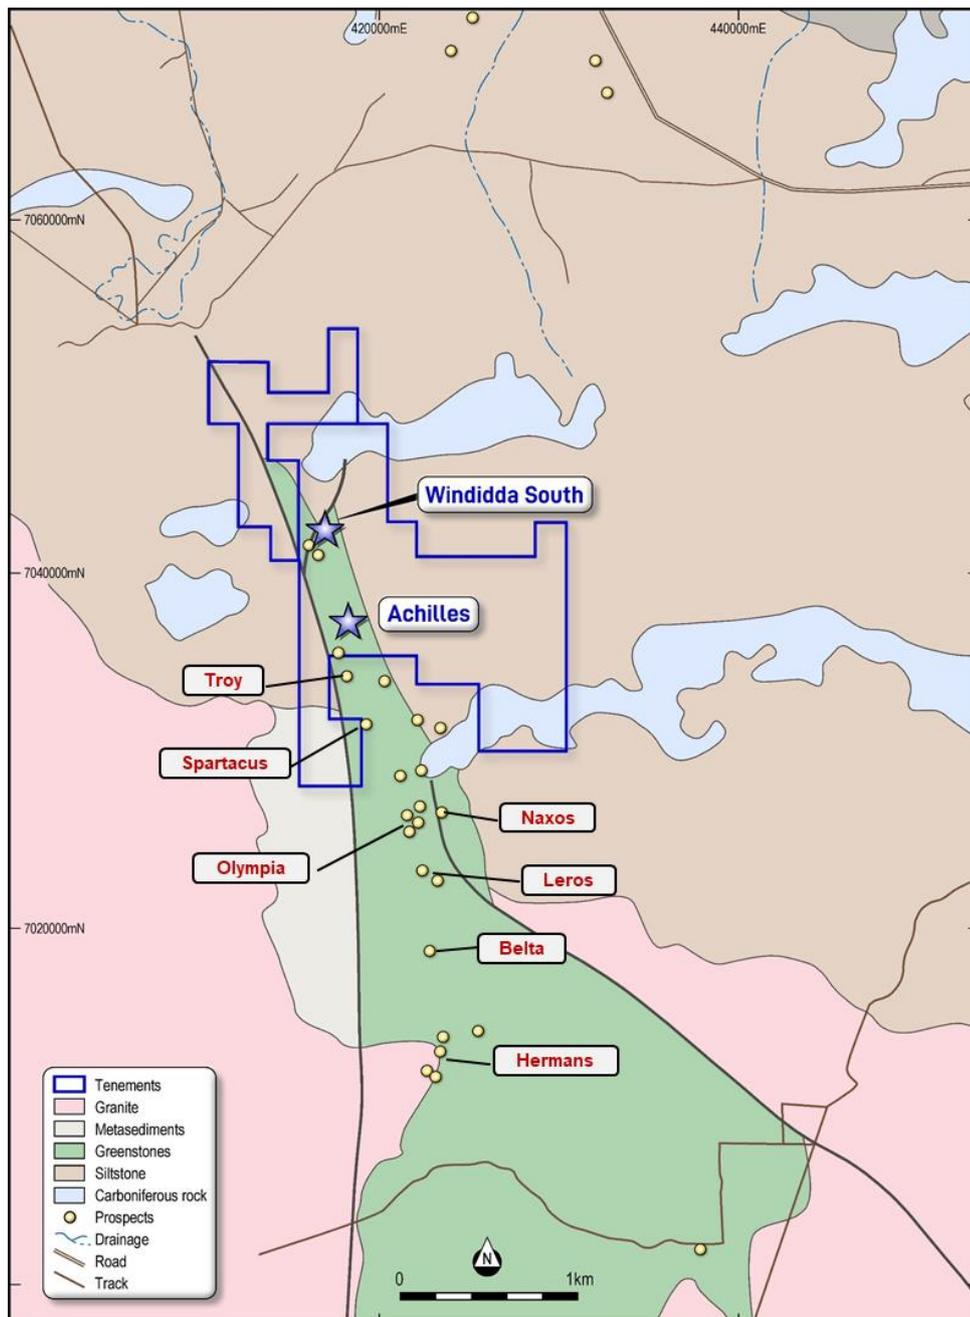 420000mE
440000mE
7060000mN
Windidda South
7040000mN
Achilles
Troy
Spartacus
Naxos
Olympia
Leros
7020000mN
Belta
Hermans
Tenements
Granite
Metasediments
Greenstones
Siltstone
Carboniferous rock
Prospects
Drainage
Road
Track
N
0
1km